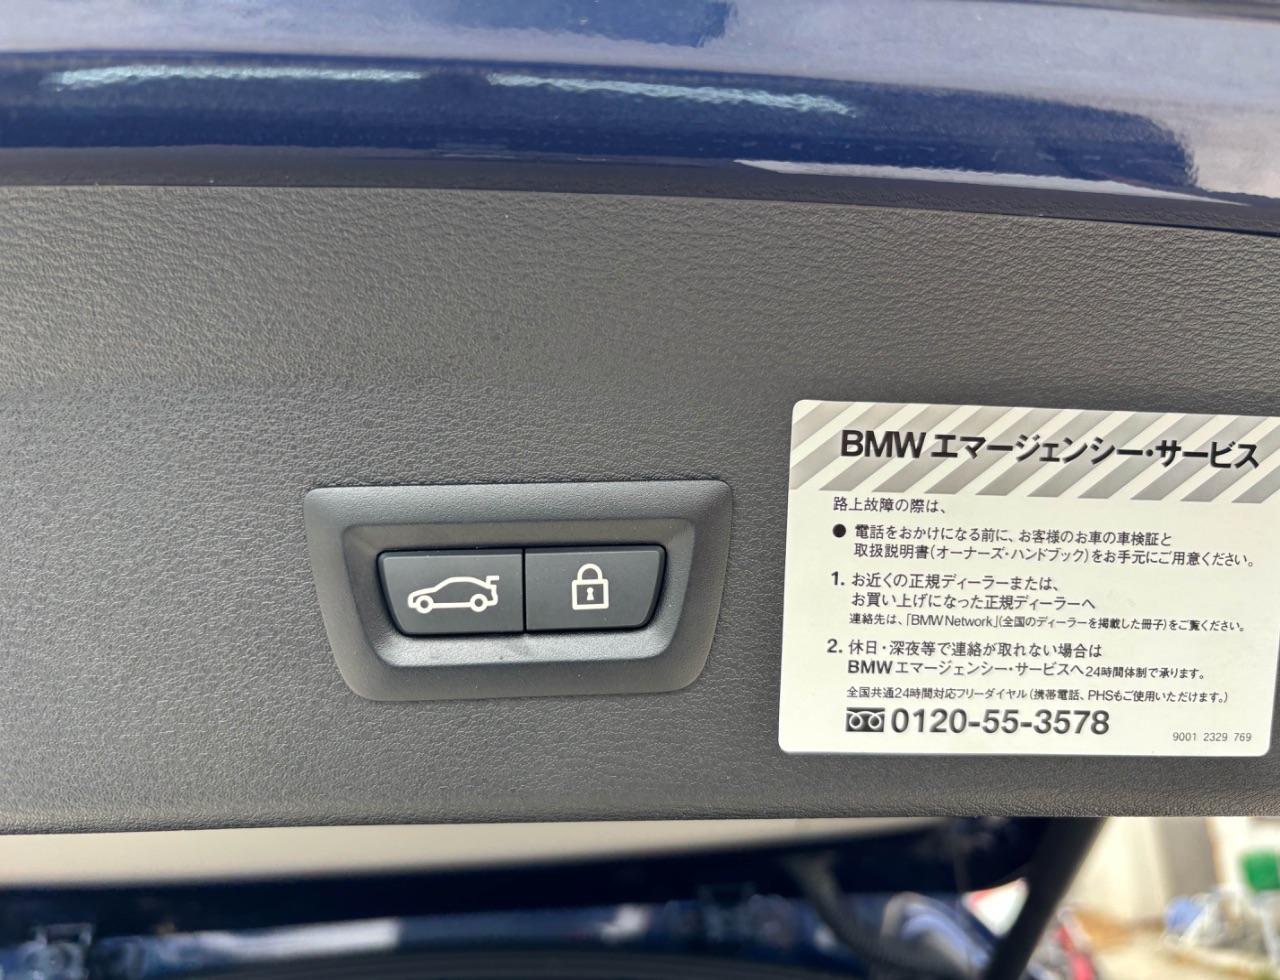 BMWエマージェンシー・サービス
路上故障の際は、
● 電話をおかけになる前に、お客様のお車の車検証と
取扱説明書(オーナーズ・ハンドブック)をお手元にご用意ください。
1. お近くの正規ディーラーまたは、
お買い上げになった正規ディーラーへ
連絡先は、「BMW Network」(全国のディーラーを掲載した冊子)をご覧ください。
2. 休日・深夜等で連絡が取れない場合は
BMWエマージェンシー・サービスへ24時間体制で承ります。
全国共通24時間対応フリーダイヤル(携帯電話、PHSもご使用いただけます。)
0120-55-3578
9001 2329 769